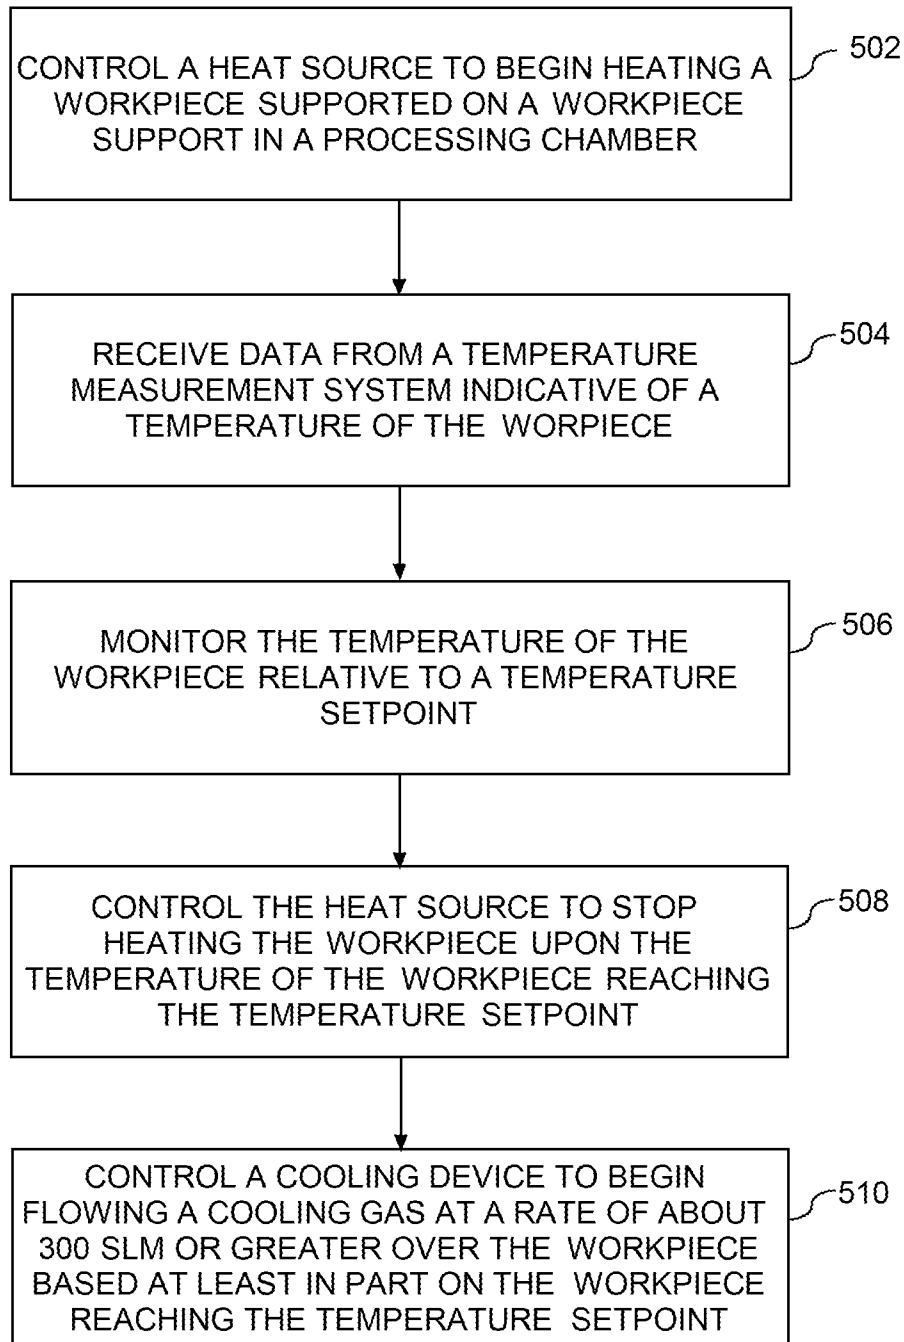 CONTROL A HEAT SOURCE TO BEGIN HEATING A
WORKPIECE SUPPORTED ON A WORKPIECE
SUPPORT IN A PROCESSING CHAMBER
502
RECEIVE DATA FROM A TEMPERATURE
MEASUREMENT SYSTEM INDICATIVE OF A
TEMPERATURE OF THE WORPIECE
504
MONITOR THE TEMPERATURE OF THE
WORKPIECE RELATIVE TO A TEMPERATURE
SETPOINT
506
CONTROL THE HEAT SOURCE TO STOP
HEATING THE WORKPIECE UPON THE
TEMPERATURE OF THE WORKPIECE REACHING
THE TEMPERATURE SETPOINT
508
CONTROL A COOLING DEVICE TO BEGIN
FLOWING A COOLING GAS AT A RATE OF ABOUT
300 SLM OR GREATER OVER THE WORKPIECE
BASED AT LEAST IN PART ON THE WORKPIECE
REACHING THE TEMPERATURE SETPOINT
510